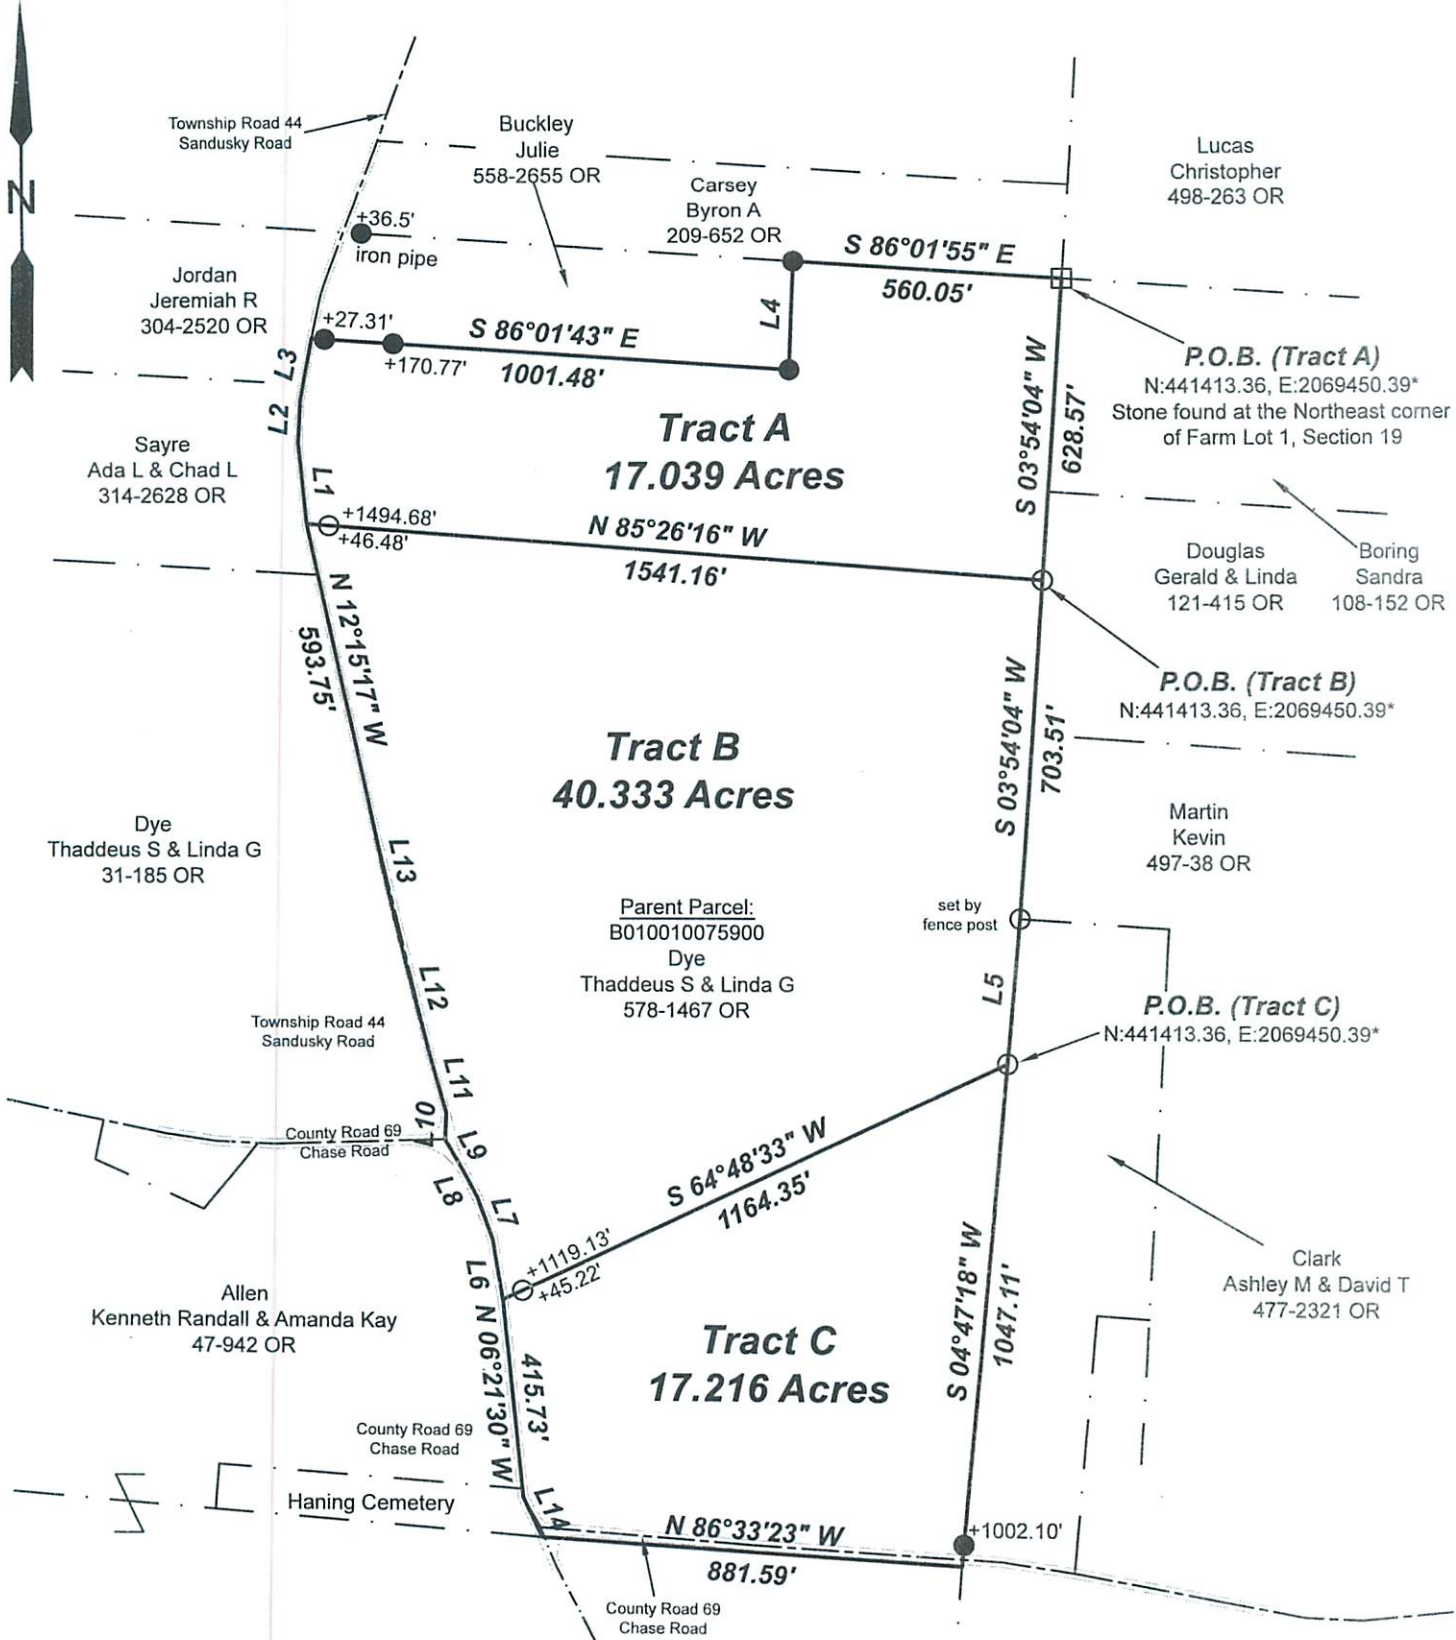 Township Road 44
Sandusky Road
Buckley
Julie
558-2655 OR
Lucas
Christopher
498-263 OR
N
Carsey
Byron A
209-652 OR
+36.5'
iron pipe
S 86°01'55" E
560.05'
Jordan
Jeremiah R
304-2520 OR
L4
+27.31'
S 86°01'43" E
+170.77'
1001.48'
L3
L2
P.O.B. (Tract A)
N:441413.36, E:2069450.39*
Stone found at the Northeast corner
of Farm Lot 1, Section 19
S 03°54'04" W
628.57'
Tract A
17.039 Acres
Sayre
Ada L & Chad L
314-2628 OR
L1
+1494.68'
+46.48'
N 85°26'16" W
1541.16'
Douglas
Gerald & Linda
121-415 OR
Boring
Sandra
108-152 OR
N 12°15'17" W
593.75'
P.O.B. (Tract B)
N:441413.36, E:2069450.39*
S 03°54'04" W
703.51'
Tract B
40.333 Acres
Dye
Thaddeus S & Linda G
31-185 OR
L13
Martin
Kevin
497-38 OR
Parent Parcel:
B010010075900
Dye
Thaddeus S & Linda G
578-1467 OR
set by
fence post
L12
L5
P.O.B. (Tract C)
N:441413.36, E:2069450.39*
Township Road 44
Sandusky Road
L11
L10
County Road 69
Chase Road
L9
L8
L7
S 64°48'33" W
1164.35'
+1119.13'
+45.22'
L6
Clark
Ashley M & David T
477-2321 OR
Allen
Kenneth Randall & Amanda Kay
47-942 OR
N 06°21'30" W
415.73'
Tract C
17.216 Acres
S 04°47'18" W
1047.11'
County Road 69
Chase Road
Haning Cemetery
L14
N 86°33'23" W
881.59'
+1002.10'
County Road 69
Chase Road